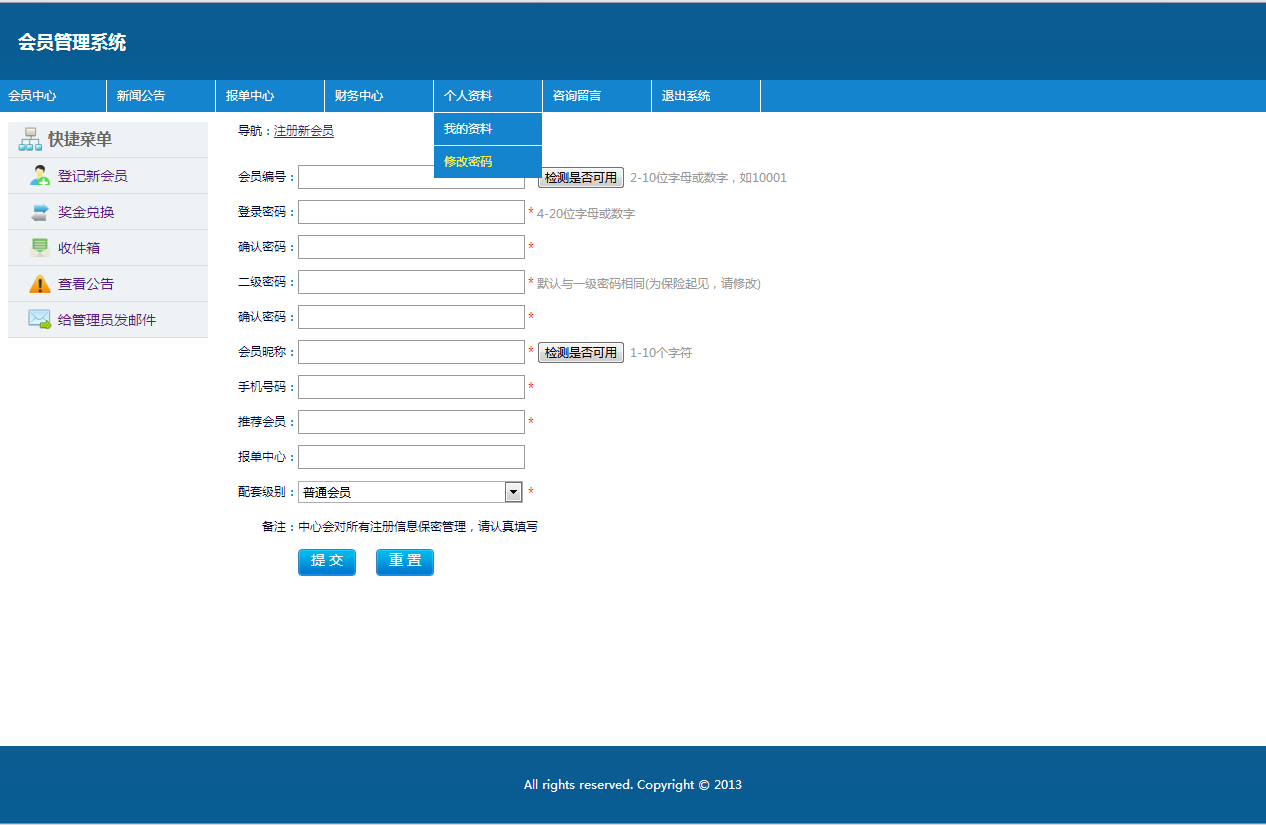 会员管理系统
会员中心 新闻公告 报单中心 财务中心 个人资料 咨询留言 退出系统
我的资料
修改密码
快捷菜单
登记新会员
奖金兑换
收件箱
查看公告
给管理员发邮件
导航：注册新会员
会员编号： 检测是否可用 2-10位字母或数字，如10001
登录密码： * 4-20位字母或数字
确认密码： *
二级密码： * 默认与一级密码相同(为保险起见，请修改)
确认密码： *
会员昵称： * 检测是否可用 1-10个字符
手机号码： *
推荐会员： *
报单中心：
配套级别： 普通会员 *
备注：中心会对所有注册信息保密管理，请认真填写
提 交 重 置
All rights reserved. Copyright © 2013